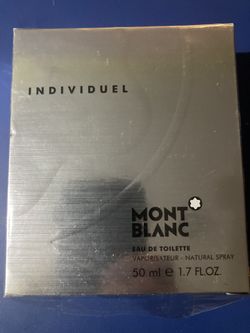 INDIVIDUEL
MONT
BLANC
EAU DE TOILETTE
VAPORISATEUR - NATURAL SPRAY
50 ml e 1.7 FL.OZ.